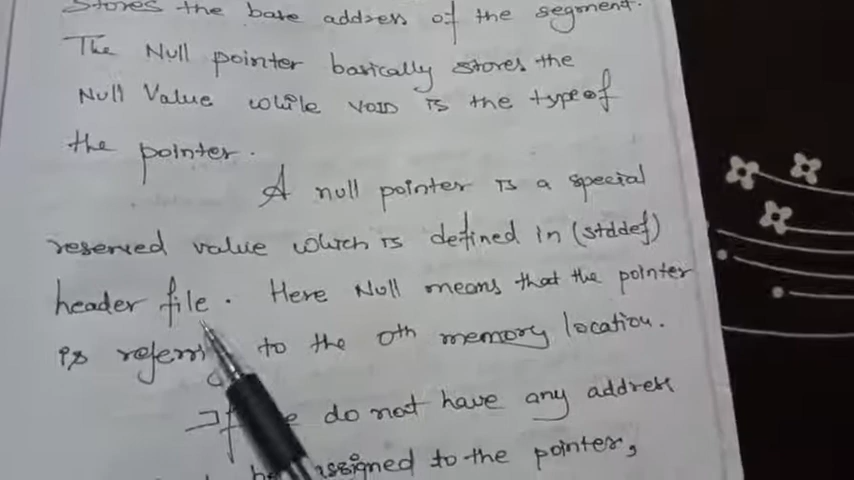 Stores the base address of the segment.
The Null pointer basically stores the
Null Value while VOID is the type of
the pointer.
A null pointer is a special
reserved value which is defined in (stddef)
header file. Here Null means that the pointer
is referri to the 0th memory location.
If do not have any address
assigned to the pointer,